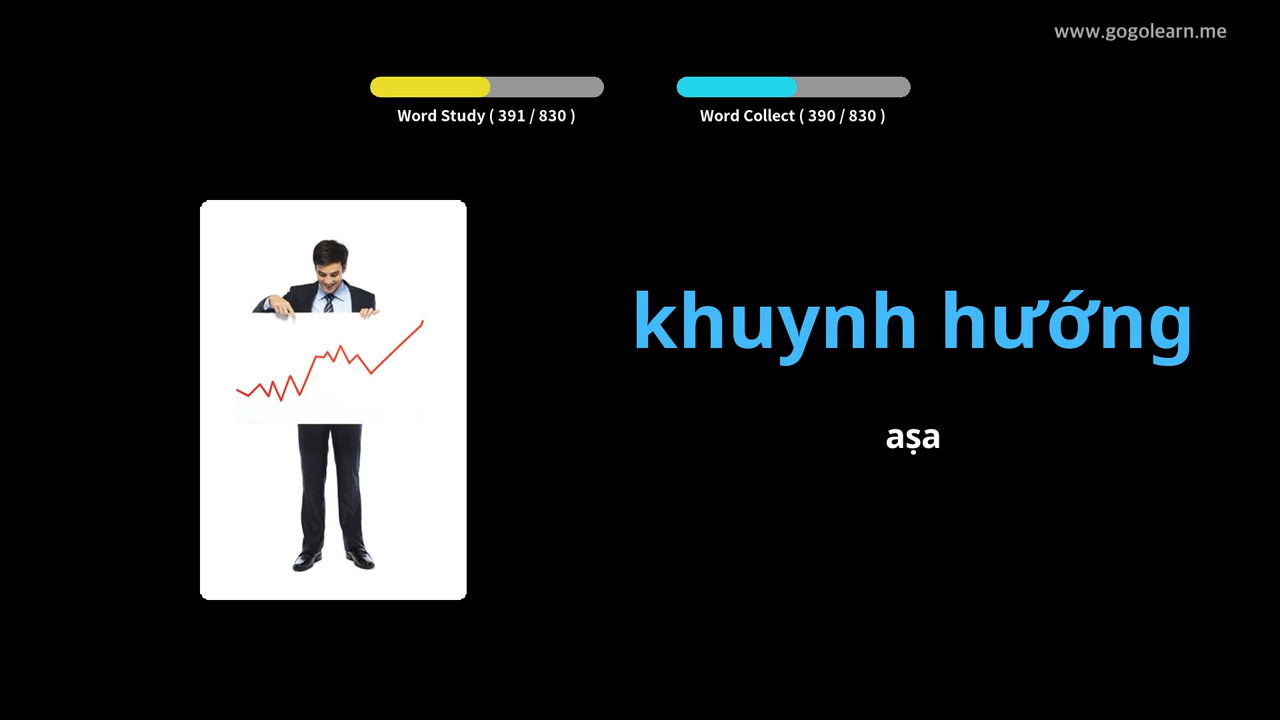 www.gogolearn.me
Word Study ( 391 / 830 )
Word Collect ( 390 / 830 )
khuynh hướng
aṣa